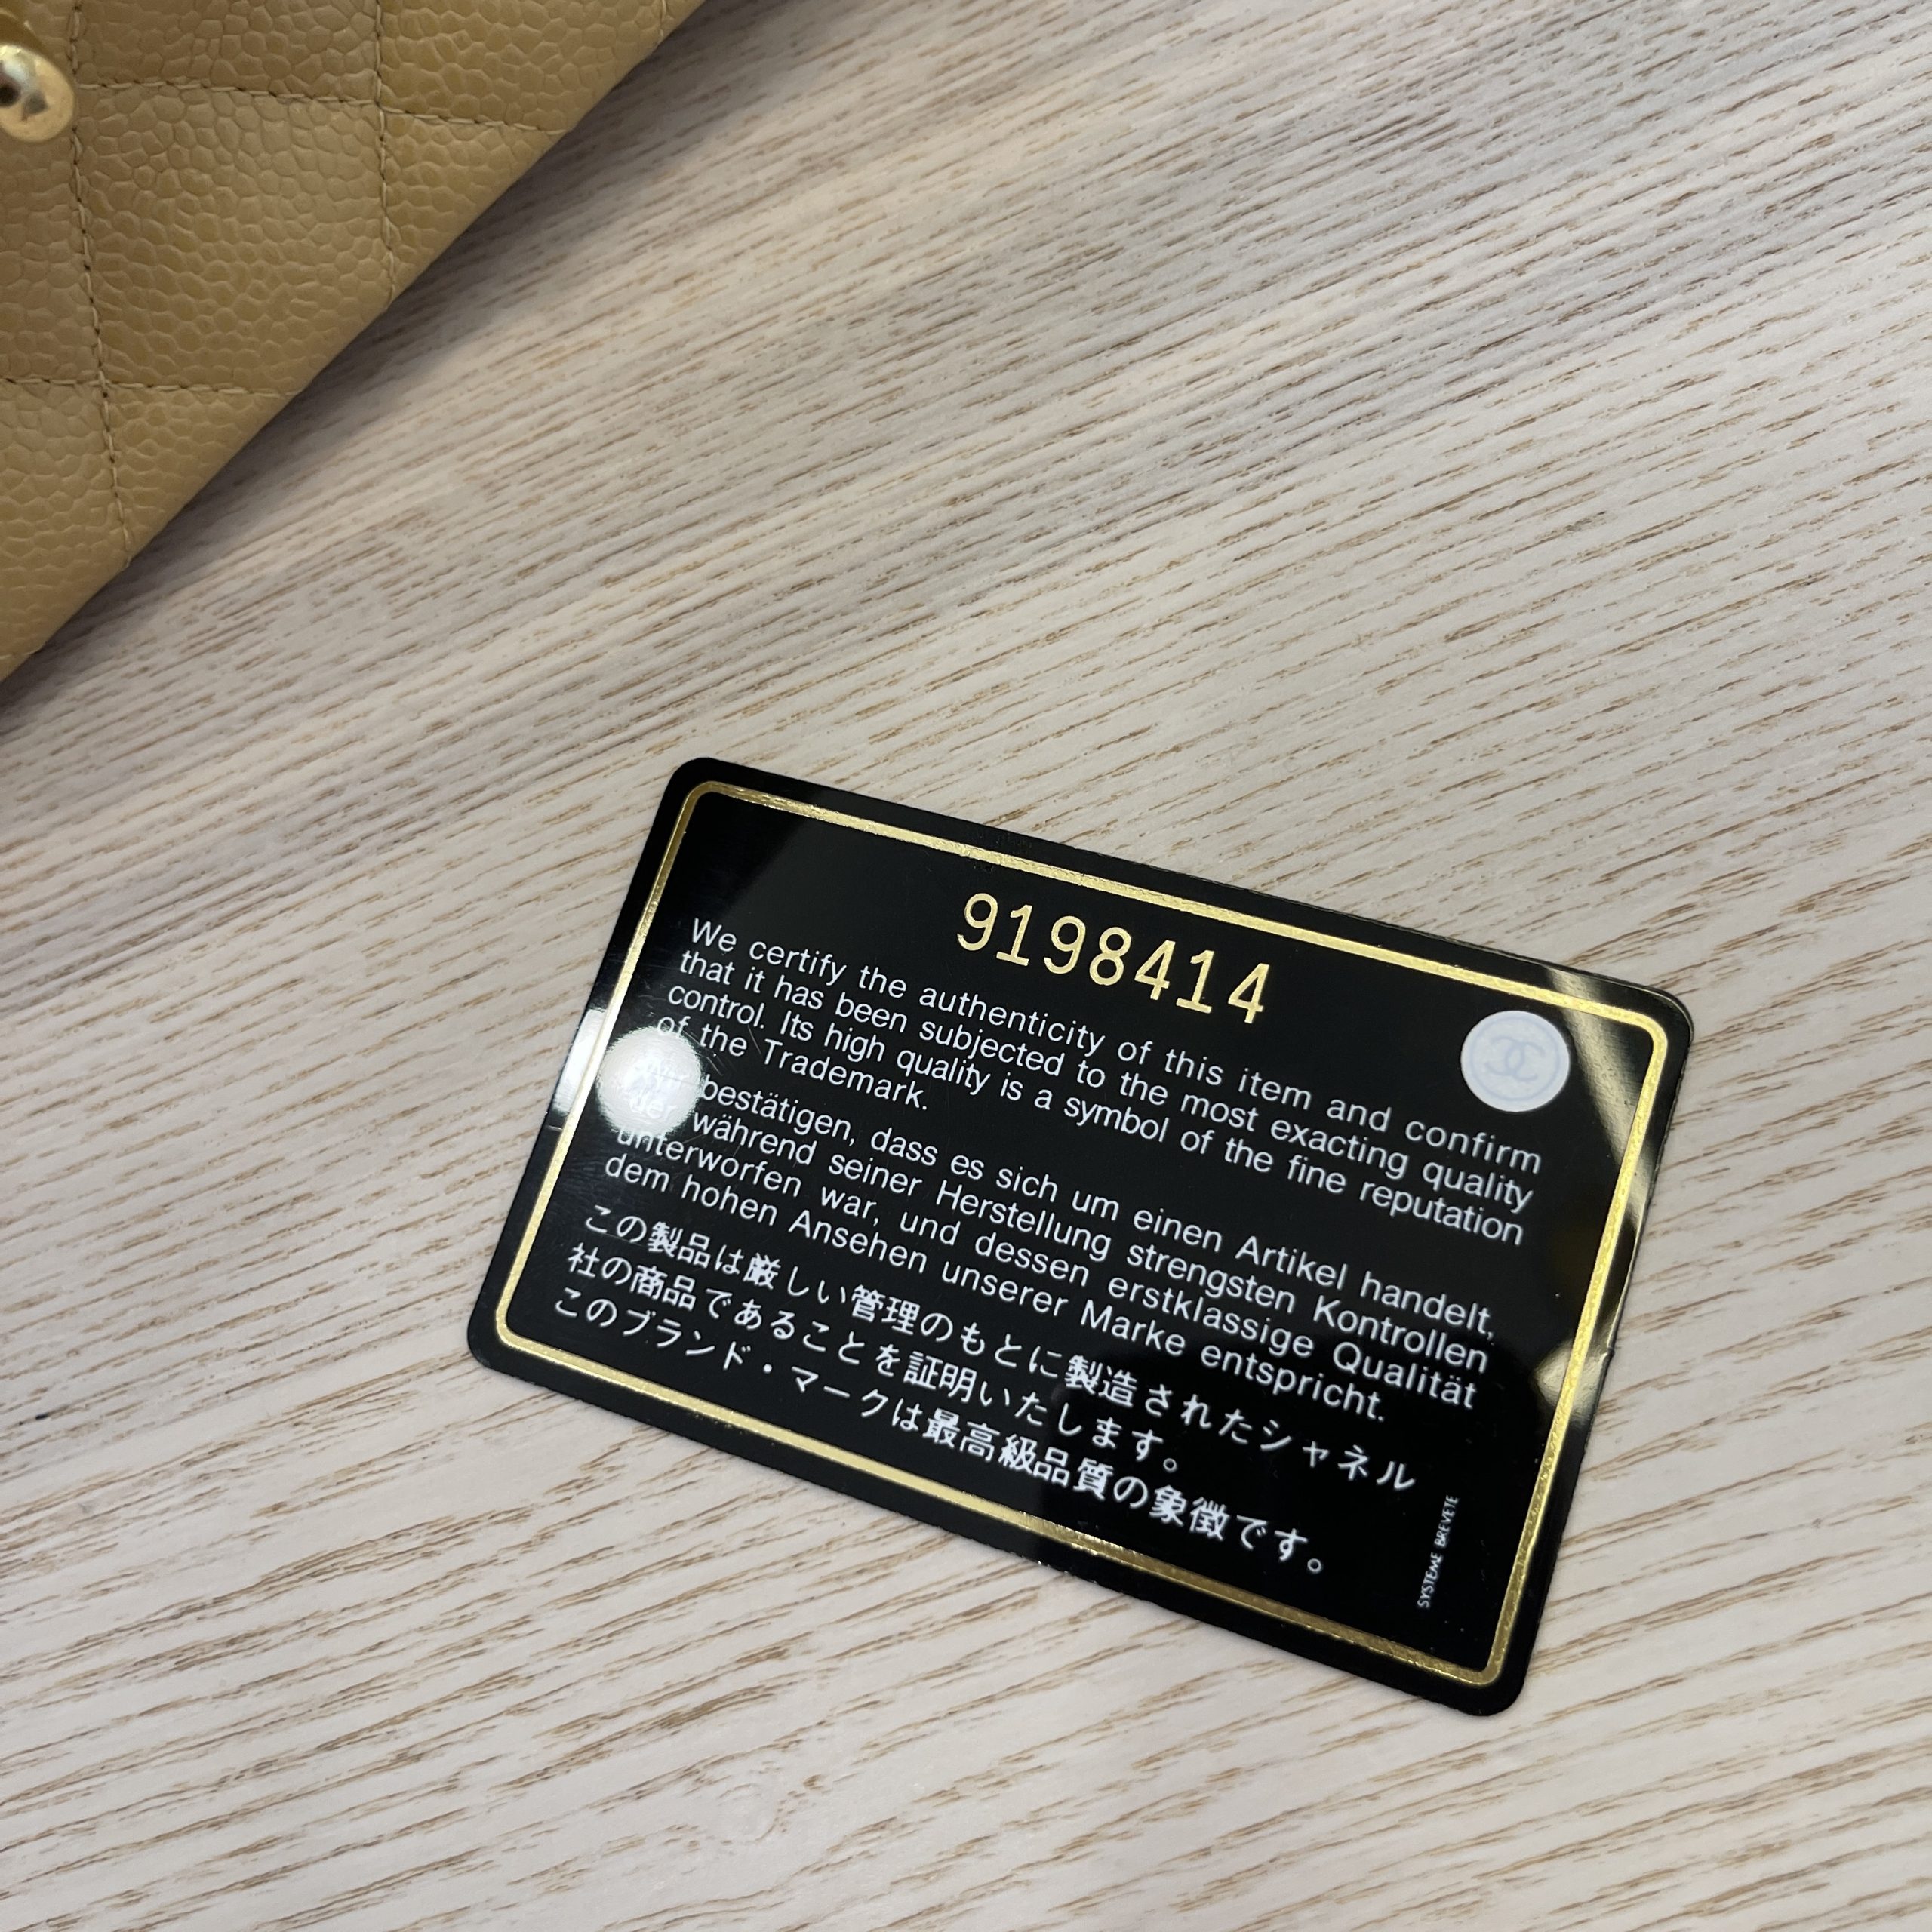 9198414
We certify the authenticity of this item and confirm
that it has been subjected to the most exacting quality
control. Its high quality is a symbol of the fine reputation
of the Trademark.
bestätigen, dass es sich um einen Artikel handelt,
der während seiner Herstellung strengsten Kontrollen
unterworfen war, und dessen erstklassige Qualität
dem hohen Ansehen unserer Marke entspricht.
この製品は厳しい管理のもとに製造されたシャネル
社の商品であることを証明いたします。
このブランド・マークは最高級品質の象徴です。
SYSTEME BREVETE